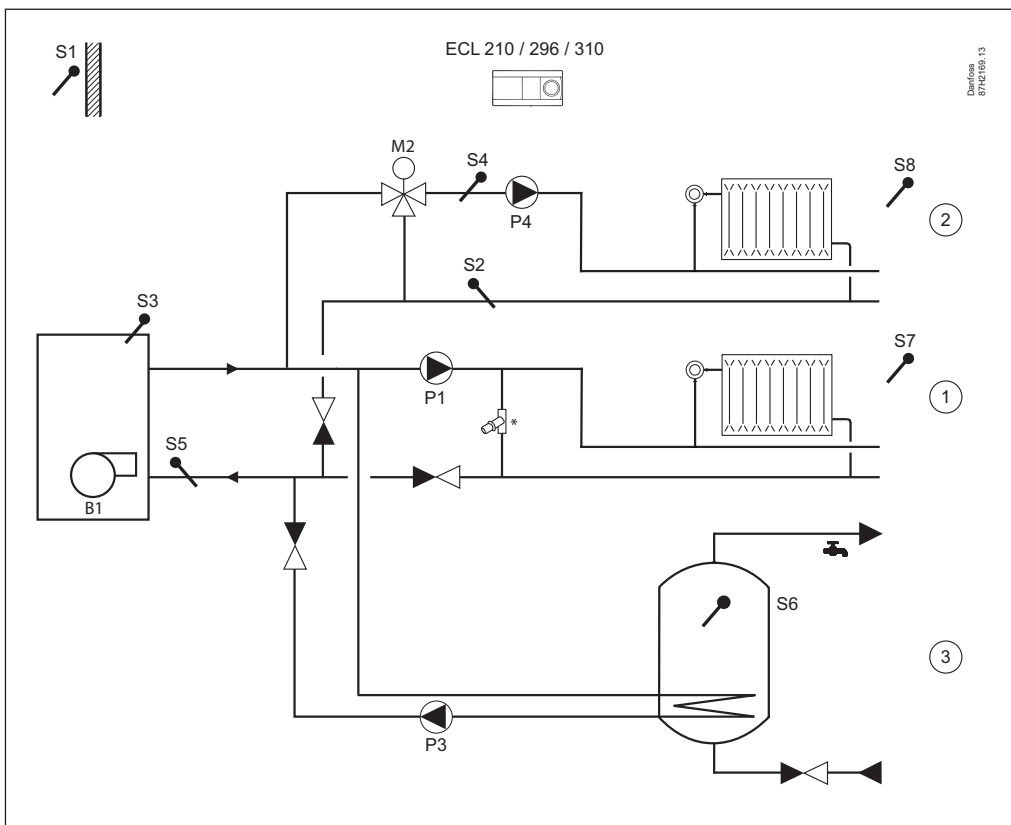 S1
ECL 210 / 296 / 310
Danfoss
87H2169.13
M2
S4
S8
P4
2
S2
S3
S7
P1
1
*
S5
B1
S6
3
P3